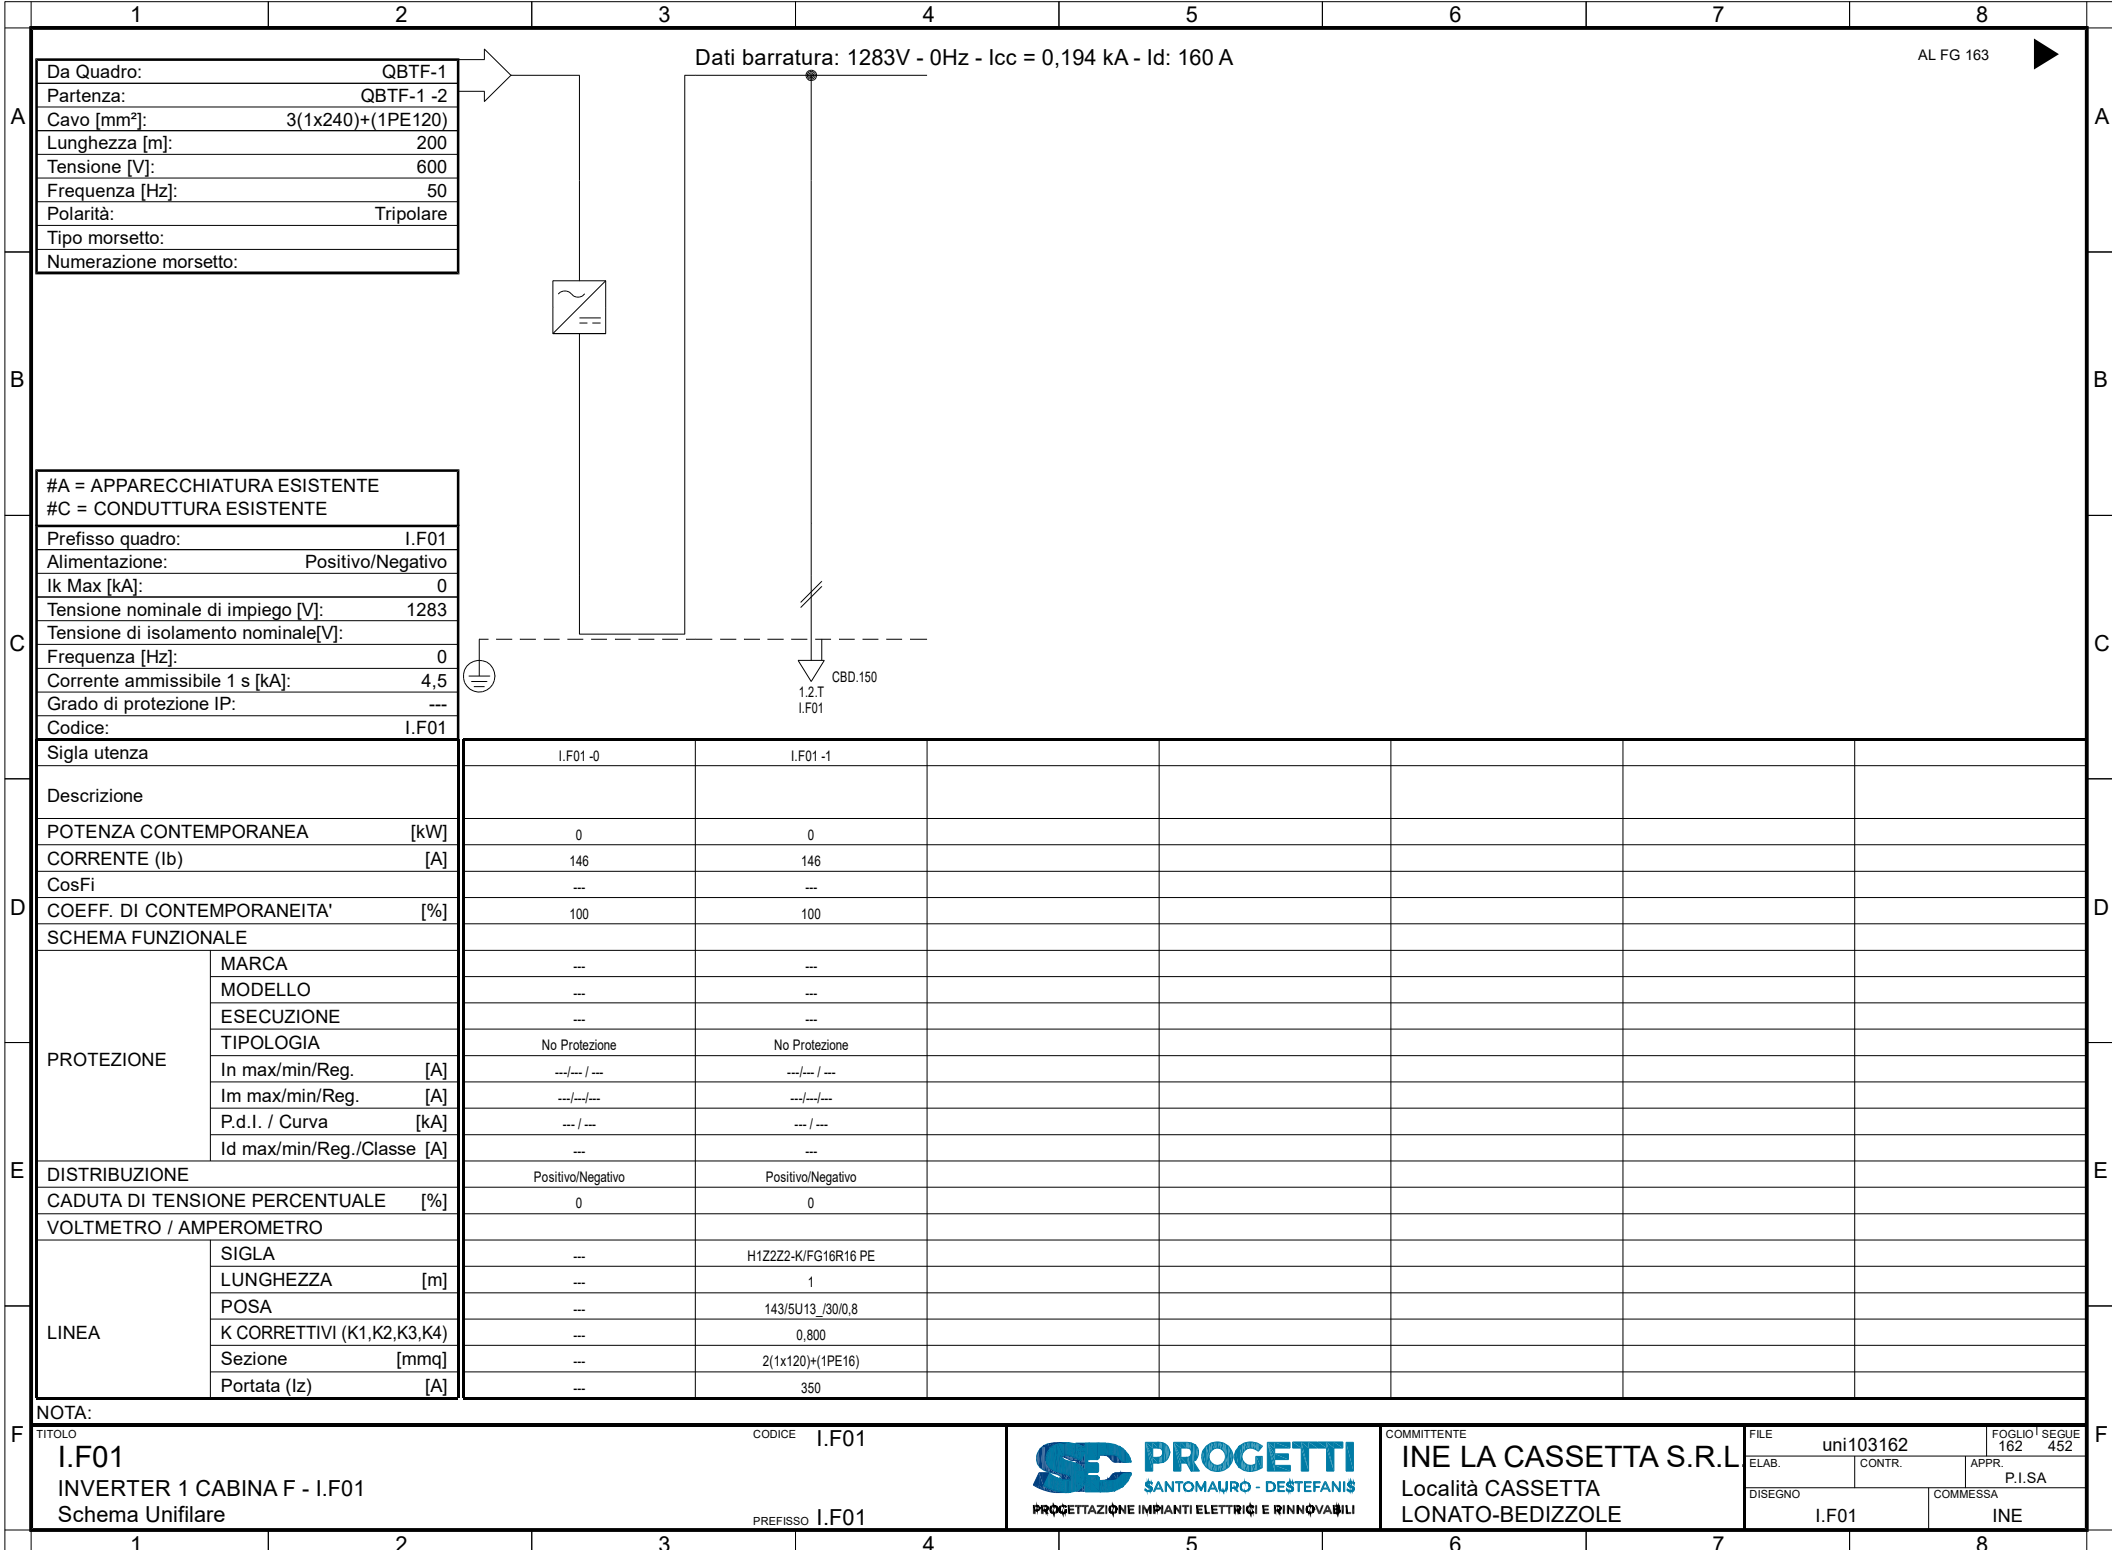 1 2 3 4 5 6 7 8
Dati barratura: 1283V - 0Hz - Icc = 0,194 kA - Id: 160 A
AL FG 163
A A
B B
C C
D D
E E
F F
Da Quadro: QBTF-1
Partenza: QBTF-1 -2
Cavo [mm²]: 3(1x240)+(1PE120)
Lunghezza [m]: 200
Tensione [V]: 600
Frequenza [Hz]: 50
Polarità: Tripolare
Tipo morsetto:
Numerazione morsetto:
#A = APPARECCHIATURA ESISTENTE
#C = CONDUTTURA ESISTENTE
Prefisso quadro: I.F01
Alimentazione: Positivo/Negativo
Ik Max [kA]: 0
Tensione nominale di impiego [V]: 1283
Tensione di isolamento nominale[V]:
Frequenza [Hz]: 0
Corrente ammissibile 1 s [kA]: 4,5
Grado di protezione IP: ---
Codice: I.F01
CBD.150
1.2.T
I.F01
Sigla utenza I.F01 -0 I.F01 -1
Descrizione
POTENZA CONTEMPORANEA [kW] 0 0
CORRENTE (Ib) [A] 146 146
CosFi --- ---
COEFF. DI CONTEMPORANEITA' [%] 100 100
SCHEMA FUNZIONALE
PROTEZIONE
MARCA --- ---
MODELLO --- ---
ESECUZIONE --- ---
TIPOLOGIA No Protezione No Protezione
In max/min/Reg. [A] ---/--- / --- ---/--- / ---
Im max/min/Reg. [A] ---/---/--- ---/---/---
P.d.I. / Curva [kA] --- / --- --- / ---
Id max/min/Reg./Classe [A] --- ---
DISTRIBUZIONE Positivo/Negativo Positivo/Negativo
CADUTA DI TENSIONE PERCENTUALE [%] 0 0
VOLTMETRO / AMPEROMETRO
LINEA
SIGLA --- H1Z2Z2-K/FG16R16 PE
LUNGHEZZA [m] --- 1
POSA --- 143/5U13_/30/0,8
K CORRETTIVI (K1,K2,K3,K4) --- 0,800
Sezione [mmq] --- 2(1x120)+(1PE16)
Portata (Iz) [A] --- 350
NOTA:
TITOLO
I.F01
INVERTER 1 CABINA F - I.F01
Schema Unifilare
CODICE I.F01
PREFISSO I.F01
SD PROGETTI
SANTOMAURO - DESTEFANIS
PROGETTAZIONE IMPIANTI ELETTRICI E RINNOVABILI
COMMITTENTE
INE LA CASSETTA S.R.L.
Località CASSETTA
LONATO-BEDIZZOLE
FILE uni103162
FOGLIO 162 SEGUE 452
ELAB. CONTR. APPR. P.I.SA
DISEGNO I.F01
COMMESSA INE
1 2 3 4 5 6 7 8